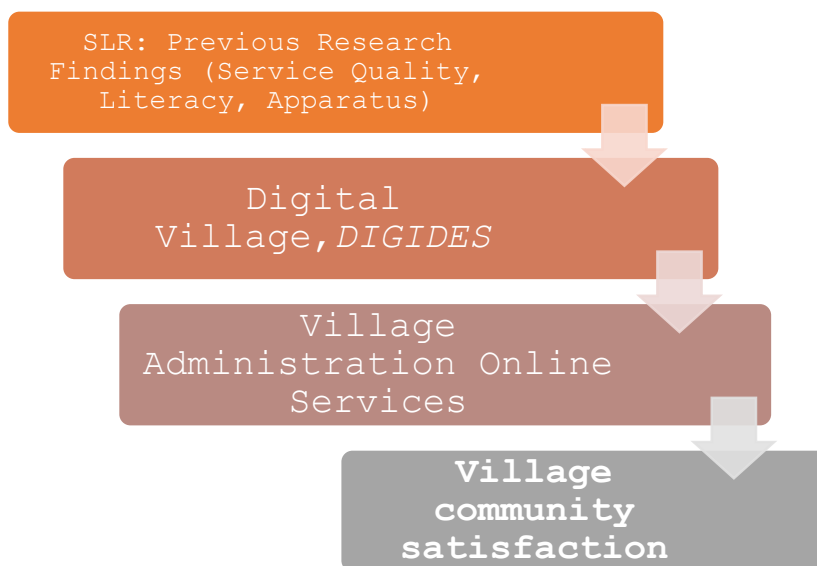 SLR: Previous Research
Findings (Service Quality,
Literacy, Apparatus)
Digital
Village,DIGIDES
Village
Administration Online
Services
Village
community
satisfaction